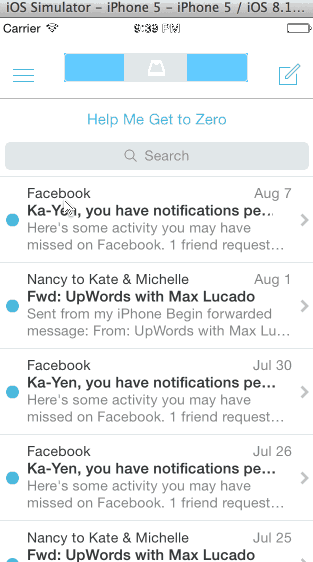 iOS Simulator - iPhone 5 - iPhone 5 / iOS 8.1...
Carrier
Help Me Get to Zero
Search
Facebook Aug 7
Ka-Yen, you have notifications pe...
Here's some activity you may have
missed on Facebook. 1 friend request...
Nancy to Kate & Michelle Aug 1
Fwd: UpWords with Max Lucado
Sent from my iPhone Begin forwarded
message: From: UpWords with Max Lu...
Facebook Jul 30
Ka-Yen, you have notifications pe...
Here's some activity you may have
missed on Facebook. 1 friend request...
Facebook Jul 26
Ka-Yen, you have notifications pe...
Here's some activity you may have
missed on Facebook. 1 friend request...
Nancy to Kate & Michelle Jul 25
Fwd: UpWords with Max Lucado